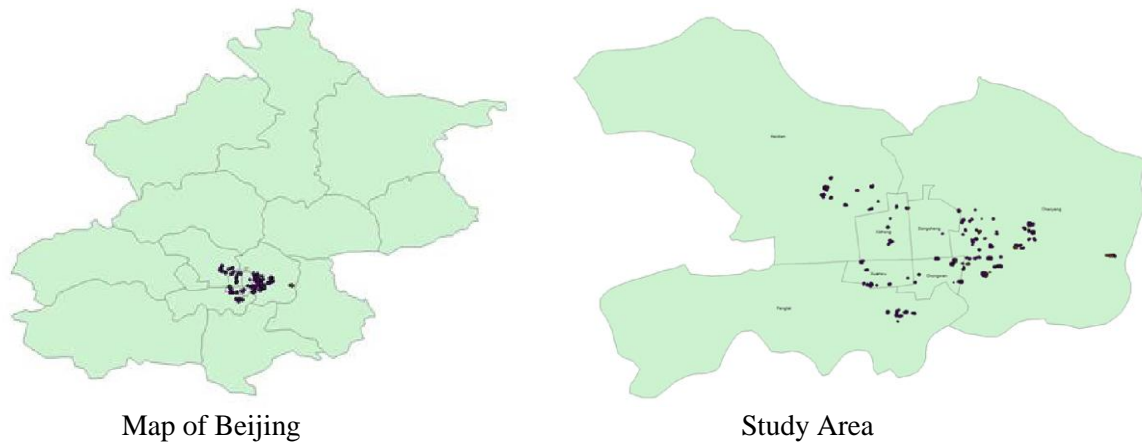 Haidian
Chaoyang
Xicheng
Dongcheng
Xuanwu
Chongwen
Fengtai
Map of Beijing
Study Area